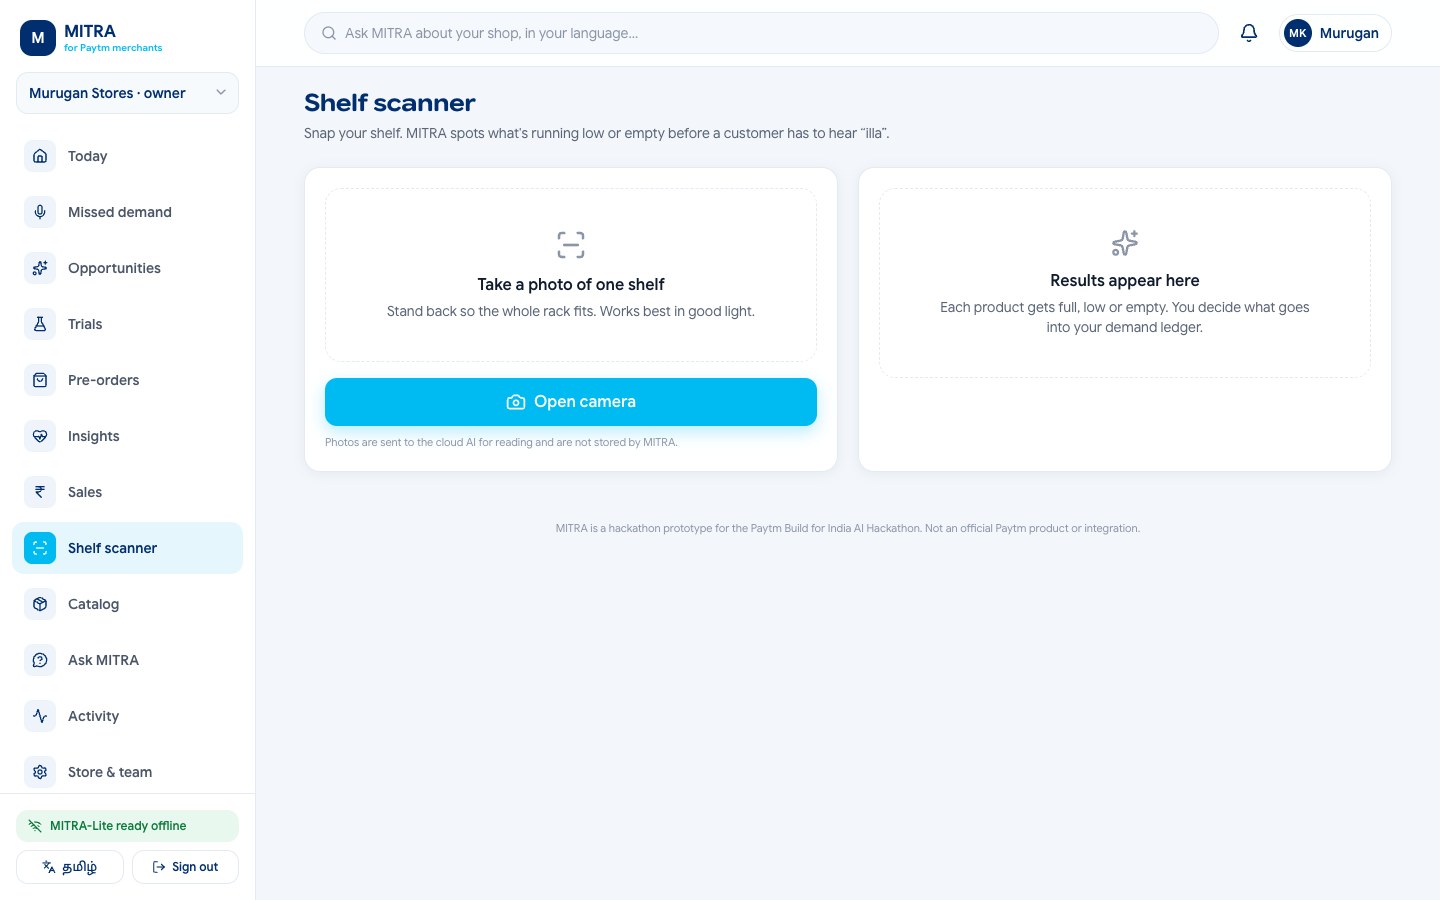 M
MITRA
for Paytm merchants
Murugan Stores · owner
Today
Missed demand
Opportunities
Trials
Pre-orders
Insights
₹ Sales
Shelf scanner
Catalog
Ask MITRA
Activity
Store & team
MITRA-Lite ready offline
தமிழ்
Sign out
Ask MITRA about your shop, in your language...
MK Murugan
Shelf scanner
Snap your shelf. MITRA spots what's running low or empty before a customer has to hear “illa”.
Take a photo of one shelf
Stand back so the whole rack fits. Works best in good light.
Open camera
Photos are sent to the cloud AI for reading and are not stored by MITRA.
Results appear here
Each product gets full, low or empty. You decide what goes
into your demand ledger.
MITRA is a hackathon prototype for the Paytm Build for India AI Hackathon. Not an official Paytm product or integration.